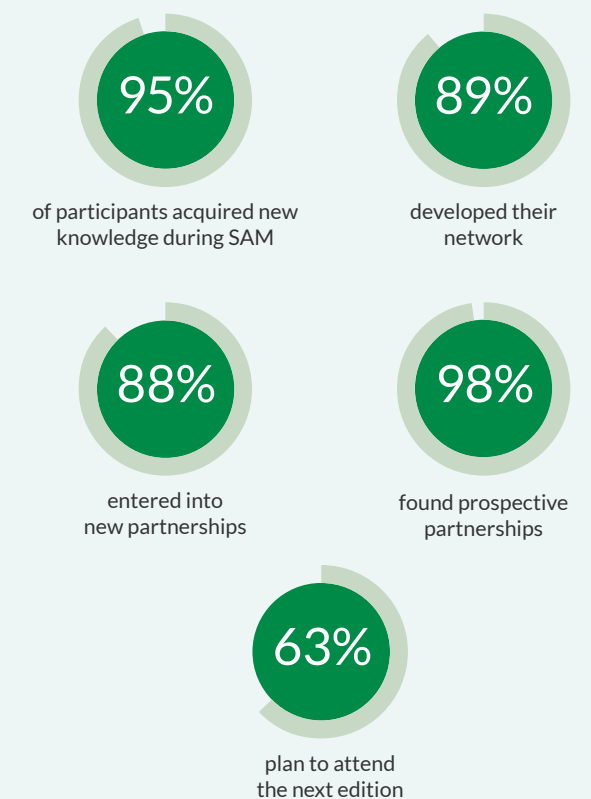 95%
of participants acquired new
knowledge during SAM
89%
developed their
network
88%
entered into
new partnerships
98%
found prospective
partnerships
63%
plan to attend
the next edition